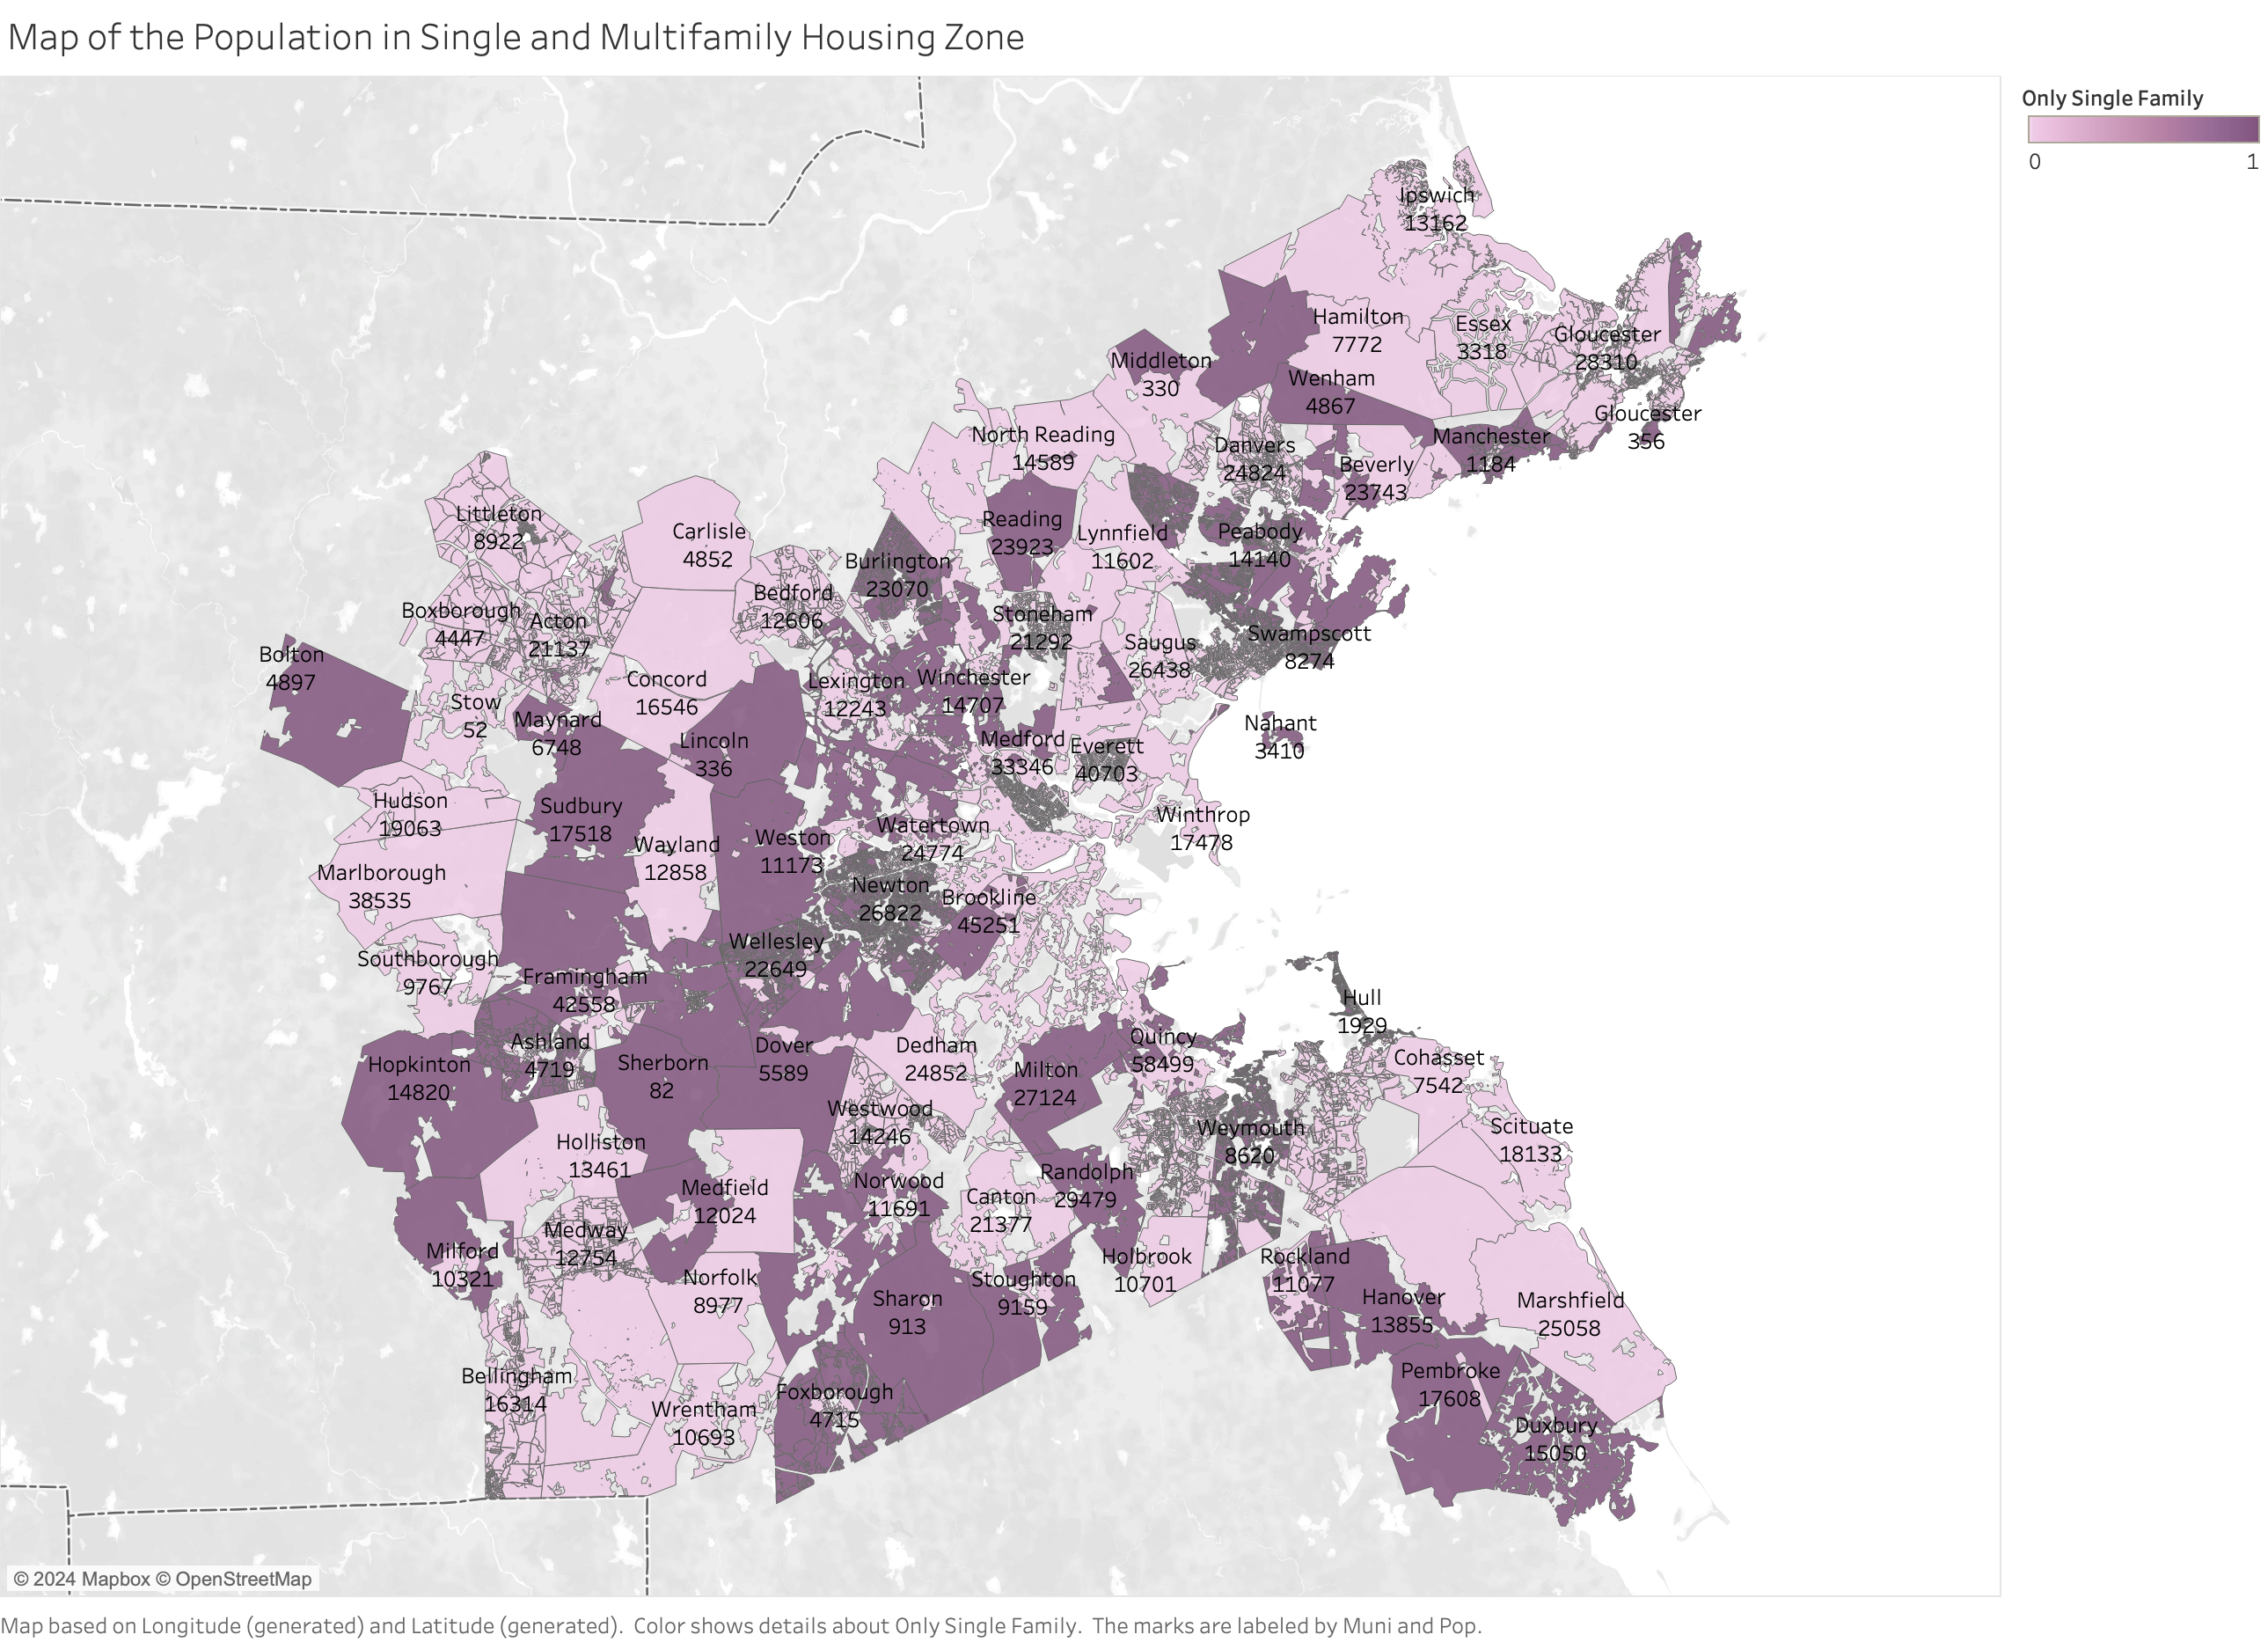 Map of the Population in Single and Multifamily Housing Zone
Only Single Family
0 1
Ipswich
13162
Hamilton
7772
Essex
3318
Gloucester
28310
Middleton
330
Wenham
4867
Gloucester
356
North Reading
14589
Danvers
24824
Manchester
1184
Beverly
23743
Littleton
8922
Carlisle
4852
Reading
23923
Lynnfield
11602
Peabody
14140
Burlington
23070
Bedford
12606
Boxborough
4447
Acton
21137
Stoneham
21292
Saugus
26438
Swampscott
8274
Bolton
4897
Concord
16546
Lexington
12243
Winchester
14707
Stow
52
Maynard
6748
Lincoln
336
Medford
33346
Everett
40703
Nahant
3410
Hudson
19063
Sudbury
17518
Wayland
12858
Weston
11173
Watertown
24774
Winthrop
17478
Marlborough
38535
Newton
26822
Brookline
45251
Southborough
9767
Wellesley
22649
Framingham
42558
Hull
1929
Hopkinton
14820
Ashland
4719
Sherborn
82
Dover
5589
Dedham
24852
Milton
27124
Quincy
58499
Cohasset
7542
Westwood
14246
Weymouth
8620
Scituate
18133
Holliston
13461
Medfield
12024
Norwood
11691
Canton
21377
Randolph
29479
Medway
12754
Milford
10321
Norfolk
8977
Sharon
913
Stoughton
9159
Holbrook
10701
Rockland
11077
Hanover
13855
Marshfield
25058
Bellingham
16314
Wrentham
10693
Foxborough
4715
Pembroke
17608
Duxbury
15050
© 2024 Mapbox © OpenStreetMap
Map based on Longitude (generated) and Latitude (generated).  Color shows details about Only Single Family.  The marks are labeled by Muni and Pop.